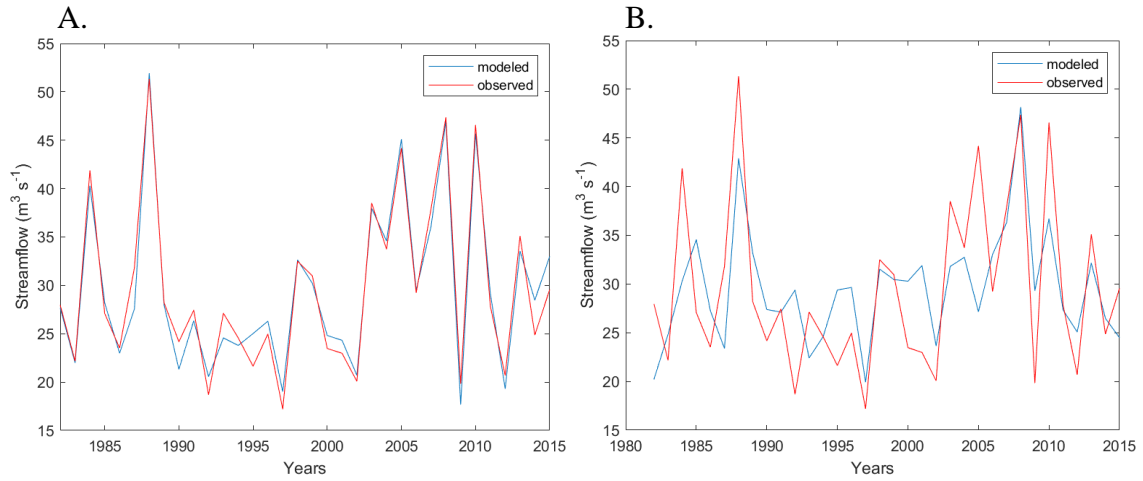 A.
55
50
45
40
35
30
25
20
15
Streamflow (m³ s⁻¹)
modeled
observed
1985 1990 1995 2000 2005 2010 2015
Years
B.
55
50
45
40
35
30
25
20
15
Streamflow (m³ s⁻¹)
modeled
observed
1980 1985 1990 1995 2000 2005 2010 2015
Years